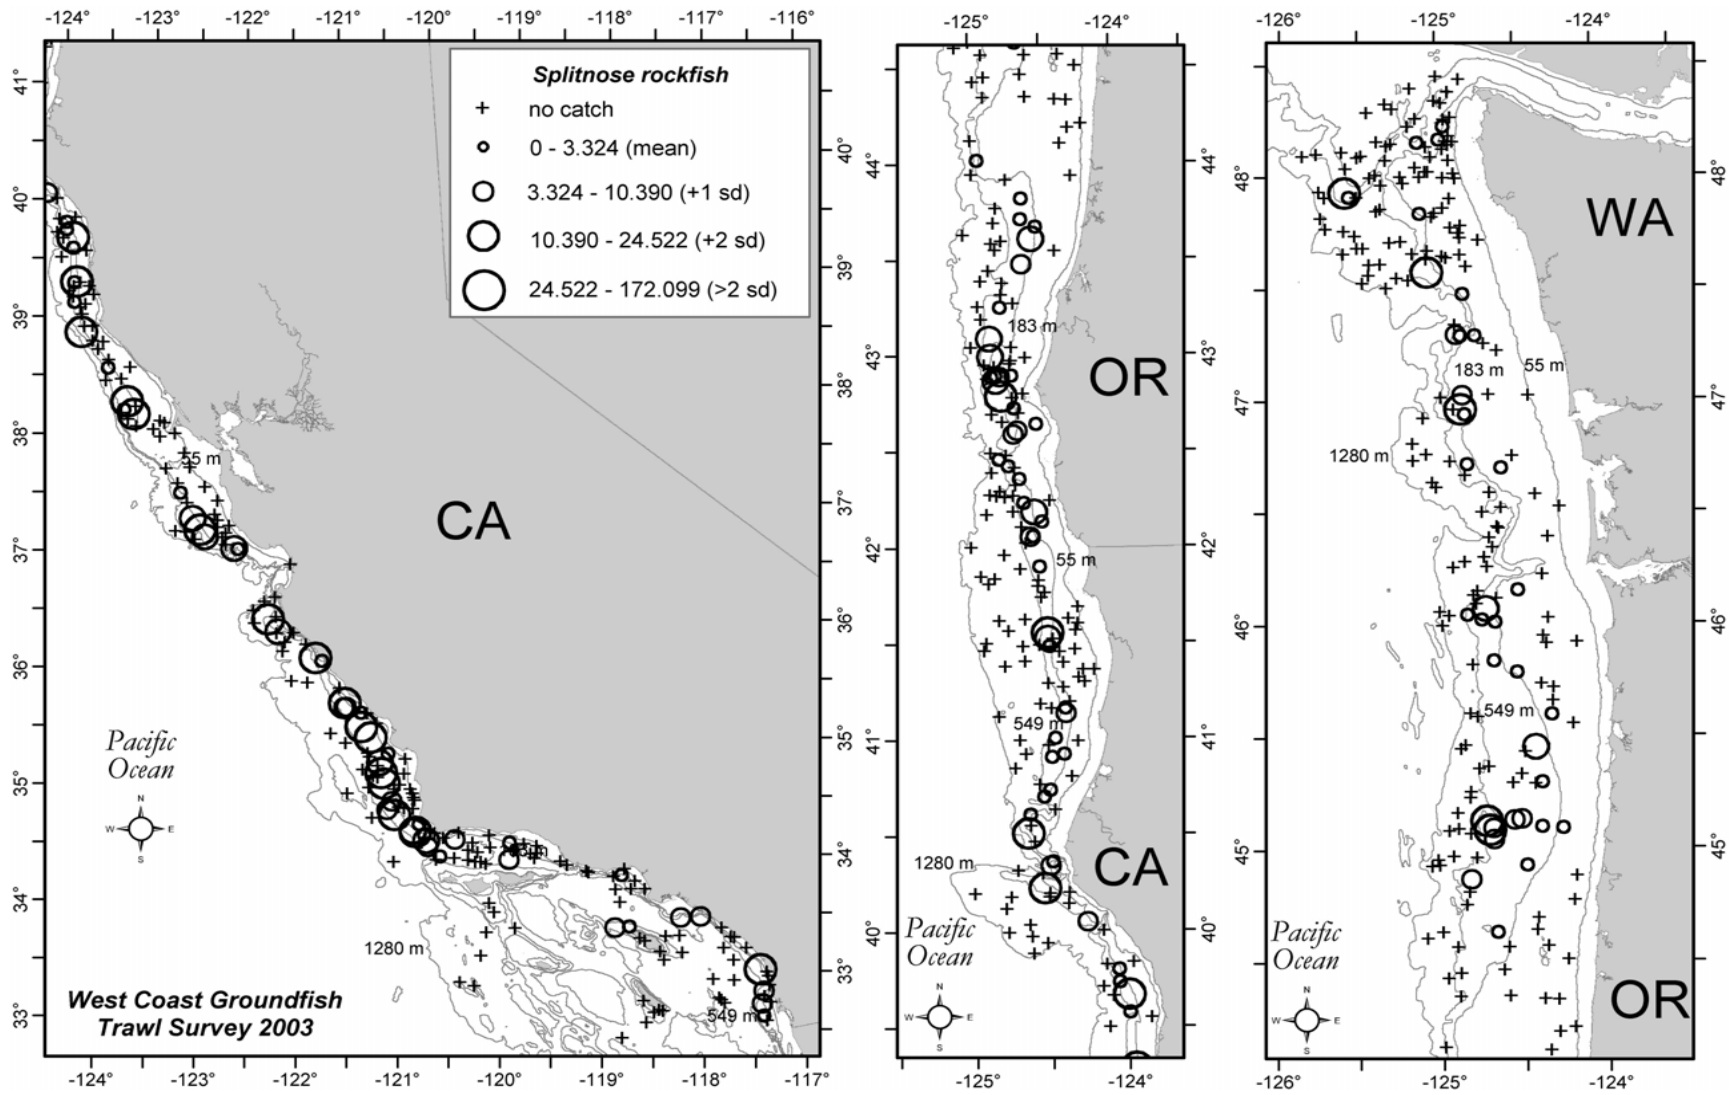 -123° -122° -121° -120° -119° -118° -117° -116°
41°
40°
39°
38°
37°
36°
35°
34°
33°
Splitnose rockfish
no catch
0 - 3.324 (mean)
3.324 - 10.390 (+1 sd)
10.390 - 24.522 (+2 sd)
24.522 - 172.099 (>2 sd)
40°
39°
38°
37°
36°
35°
34°
33°
55 m
CA
Pacific
Ocean
N
W E
S
1280 m
549 m
West Coast Groundfish
Trawl Survey 2003
-124° -123° -122° -121° -120° -119° -118° -117°
-125° -124°
44°
43°
42°
41°
40°
44°
43°
42°
41°
40°
183 m
OR
55 m
549 m
1280 m
CA
Pacific
Ocean
N
W E
S
-125° -124°
-126° -125° -124°
48°
47°
46°
45°
48°
47°
46°
45°
WA
55 m
183 m
1280 m
549 m
Pacific
Ocean
N
W E
S
OR
-126° -125° -124°